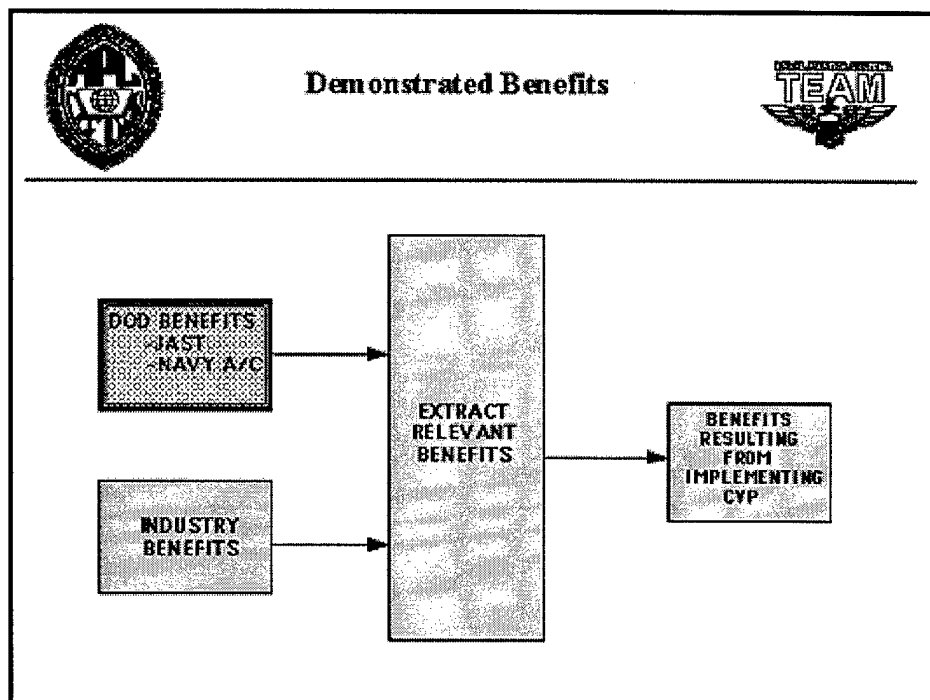 Demonstrated Benefits
TEAM
DOD BENEFITS
-JAST
-NAVY A/C
INDUSTRY
BENEFITS
EXTRACT
RELEVANT
BENEFITS
BENEFITS
RESULTING
FROM
IMPLEMENTING
CVP